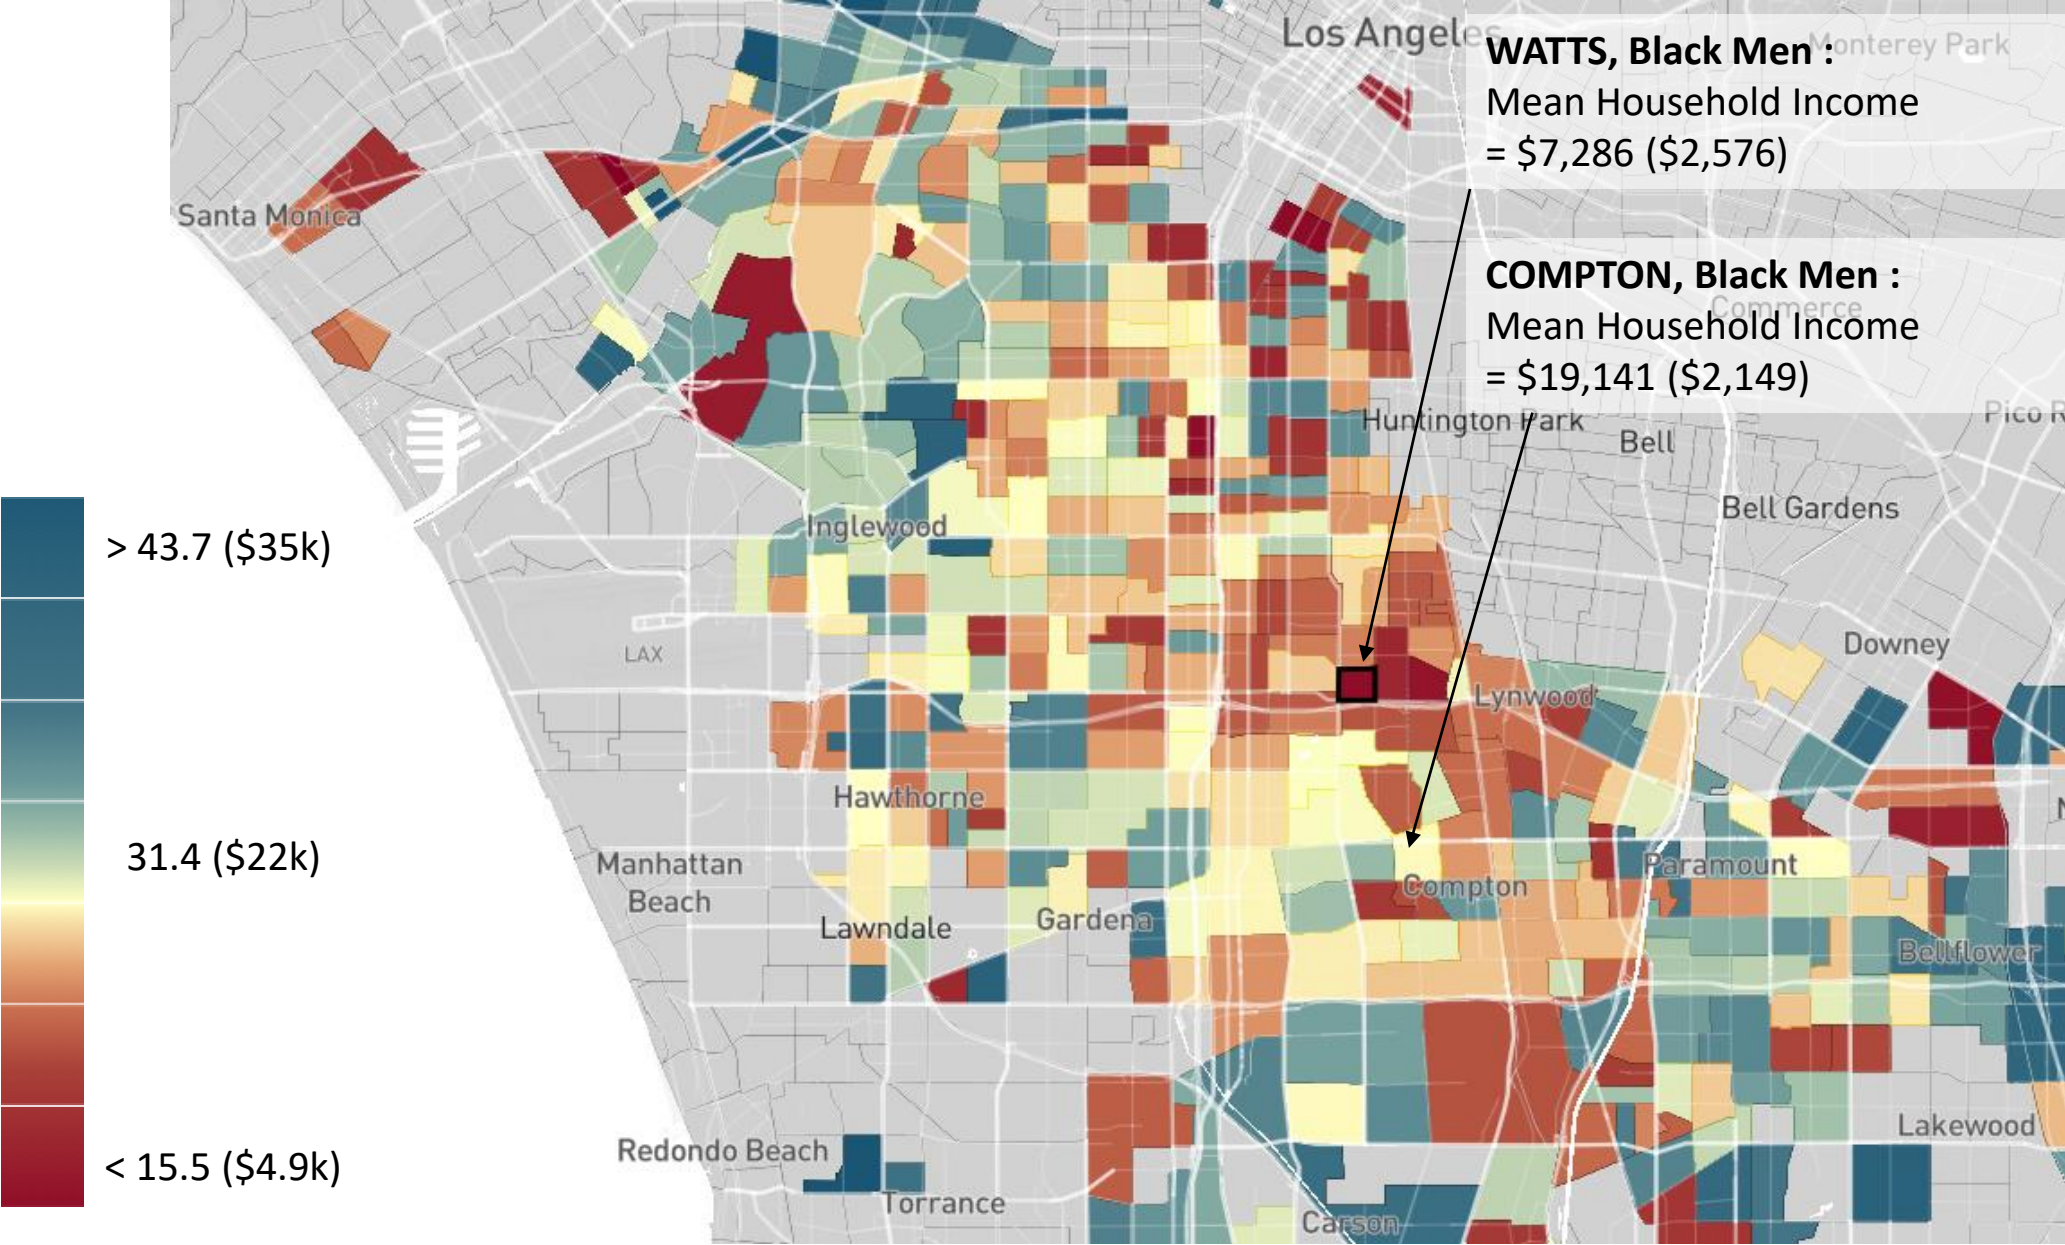 Los Angeles
Monterey Park
WATTS, Black Men :
Mean Household Income
= $7,286 ($2,576)
Santa Monica
COMPTON, Black Men :
Commerce
Mean Household Income
= $19,141 ($2,149)
Huntington Park
Bell
Pico R
Bell Gardens
Inglewood
> 43.7 ($35k)
LAX
Downey
Lynwood
Hawthorne
N
31.4 ($22k)
Manhattan
Beach
Paramount
Compton
Lawndale
Gardena
Bellflower
Redondo Beach
Lakewood
< 15.5 ($4.9k)
Torrance
Carson